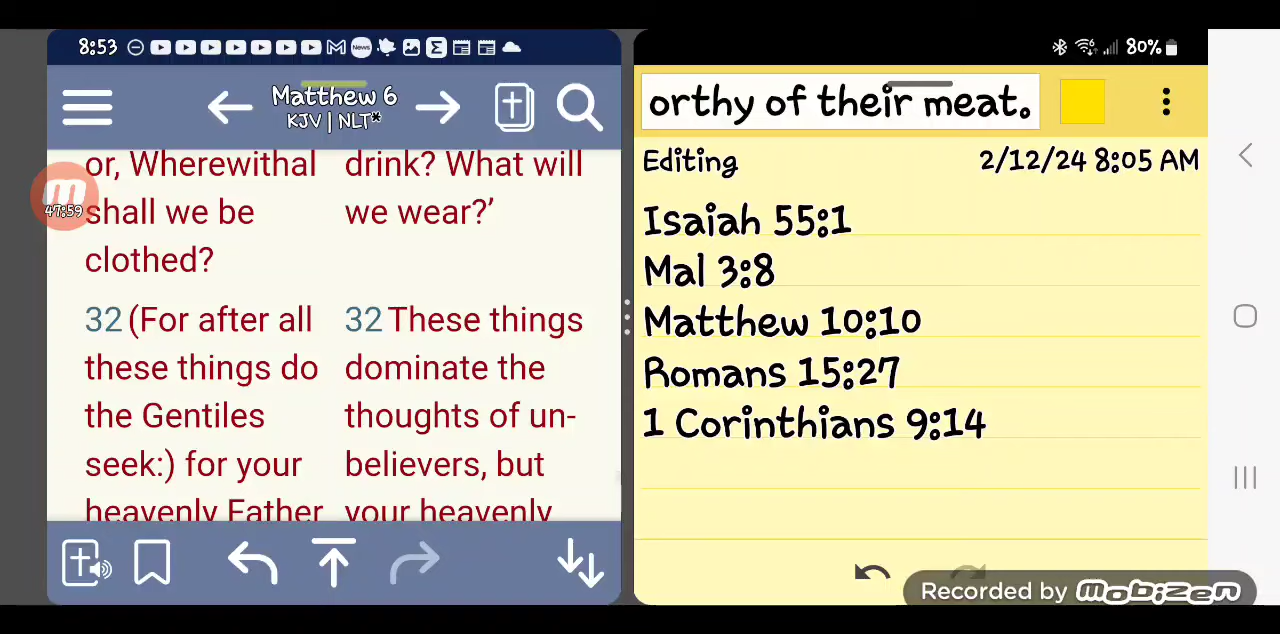 8:53
News
80%
Matthew 6
KJV | NLT*
47:59
or, Wherewithal
shall we be
clothed?
32 (For after all
these things do
the Gentiles
seek:) for your
heavenly Father
drink? What will
we wear?’
32 These things
dominate the
thoughts of un-
believers, but
your heavenly
orthy of their meat.
Editing 2/12/24 8:05 AM
Isaiah 55:1
Mal 3:8
Matthew 10:10
Romans 15:27
1 Corinthians 9:14
Recorded by mobizen